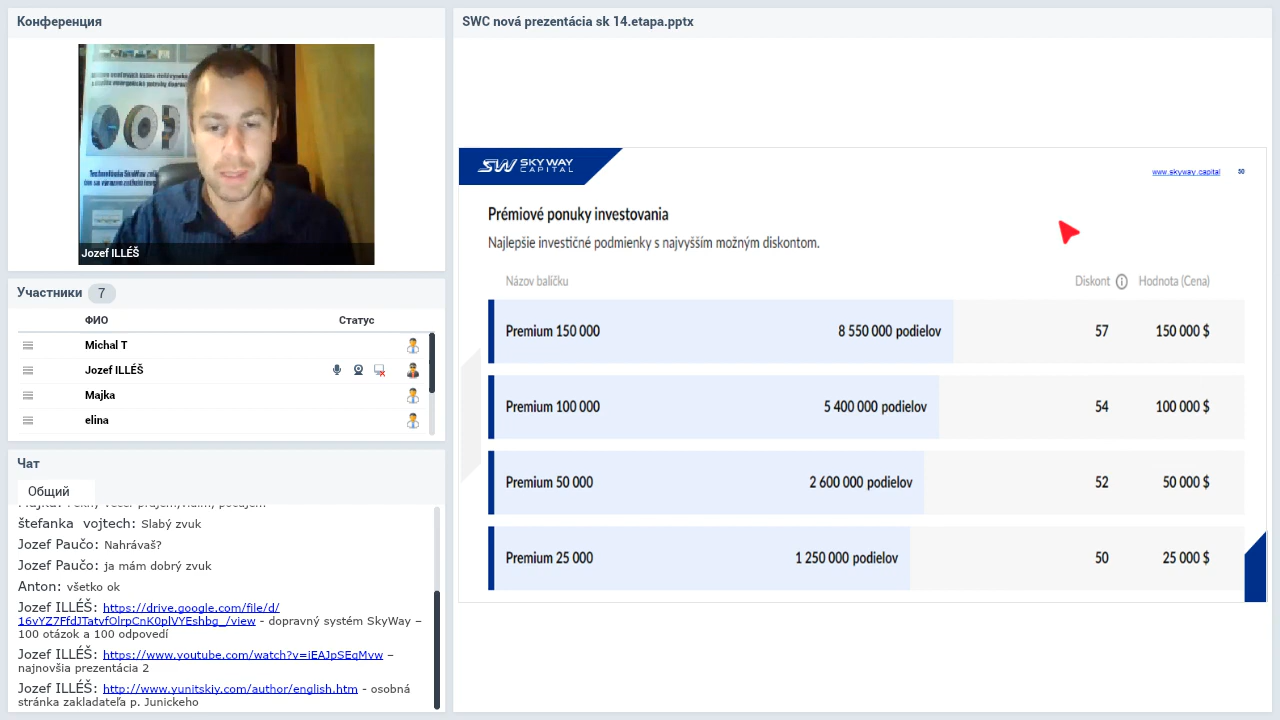 Конференция
Jozef ILLÉŠ
Участники 7
ФИО Статус
Michal T
Jozef ILLÉŠ
Majka
elina
Чат
Общий
štefanka vojtech: Slabý zvuk
Jozef Paučo: Nahrávaš?
Jozef Paučo: ja mám dobrý zvuk
Anton: všetko ok
Jozef ILLÉŠ: https://drive.google.com/file/d/
16vYZ7FfdJTatvfOlrpCnK0plVYEshbg_/view - dopravný systém SkyWay –
100 otázok a 100 odpovedí
Jozef ILLÉŠ: https://www.youtube.com/watch?v=iEAJpSEqMvw –
najnovšia prezentácia 2
Jozef ILLÉŠ: http://www.yunitskiy.com/author/english.htm - osobná
stránka zakladateľa p. Junickeho
SWC nová prezentácia sk 14.etapa.pptx
SW SKY WAY
CAPITAL
www.skyway.capital 50
Prémiové ponuky investovania
Najlepšie investičné podmienky s najvyšším možným diskontom.
Názov balíčku Diskont Hodnota (Cena)
Premium 150 000 8 550 000 podielov 57 150 000 $
Premium 100 000 5 400 000 podielov 54 100 000 $
Premium 50 000 2 600 000 podielov 52 50 000 $
Premium 25 000 1 250 000 podielov 50 25 000 $